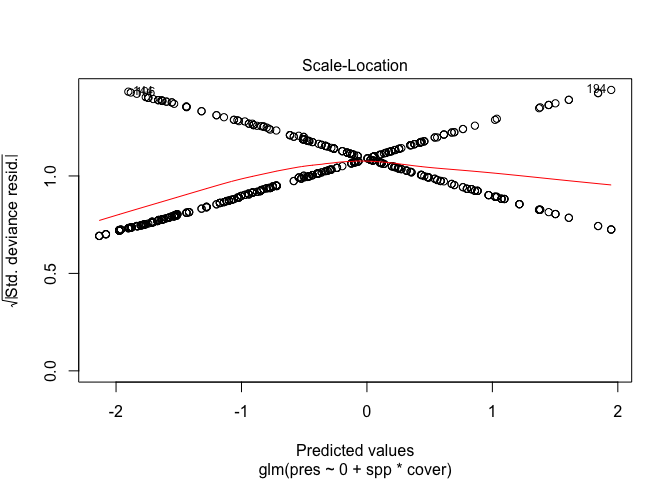 Scale-Location
√|Std. deviance resid.|
1.0
0.5
0.0
194
-2 -1 0 1 2
Predicted values
glm(pres ~ 0 + spp * cover)